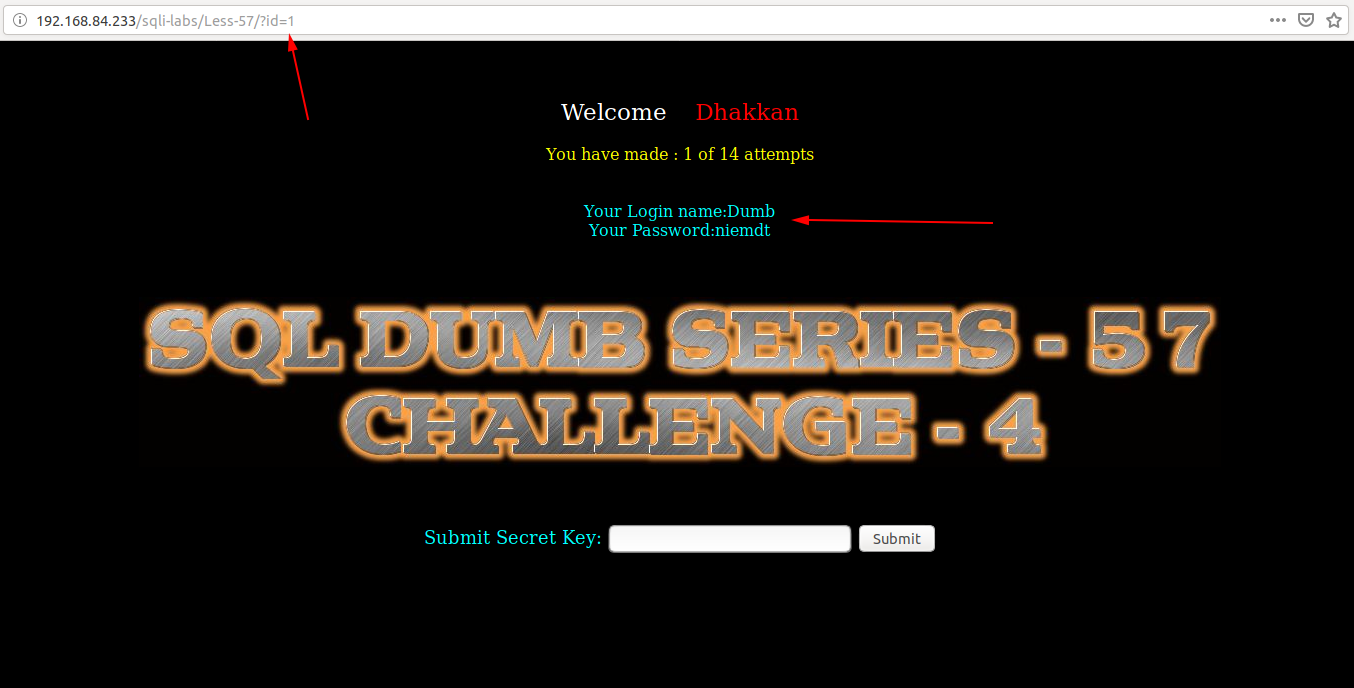 192.168.84.233/sqli-labs/Less-57/?id=1
Welcome Dhakkan
You have made : 1 of 14 attempts
Your Login name:Dumb
Your Password:niemdt
SQL DUMB SERIES - 57
CHALLENGE - 4
Submit Secret Key: Submit